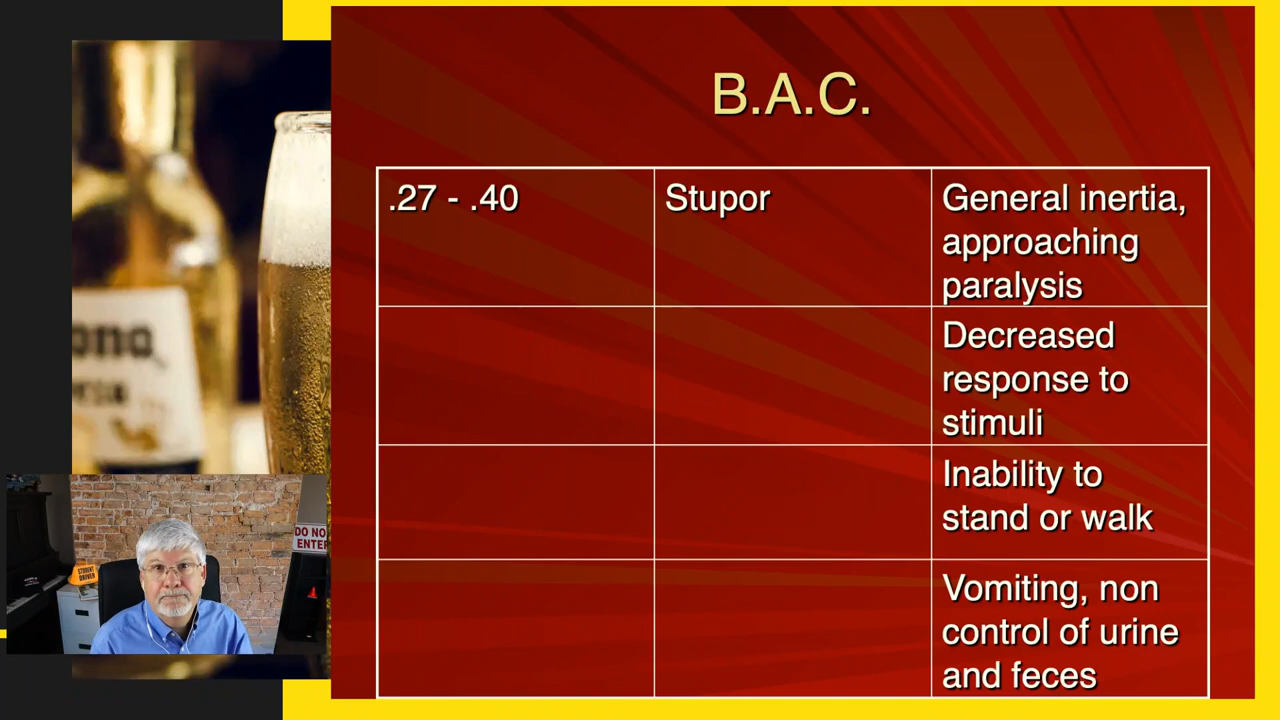 B.A.C.
.27 - .40
Stupor
General inertia,
approaching
paralysis
Decreased
response to
stimuli
Inability to
stand or walk
Vomiting, non
control of urine
and feces
DO NO
ENTER
STUDENT
DRIVER